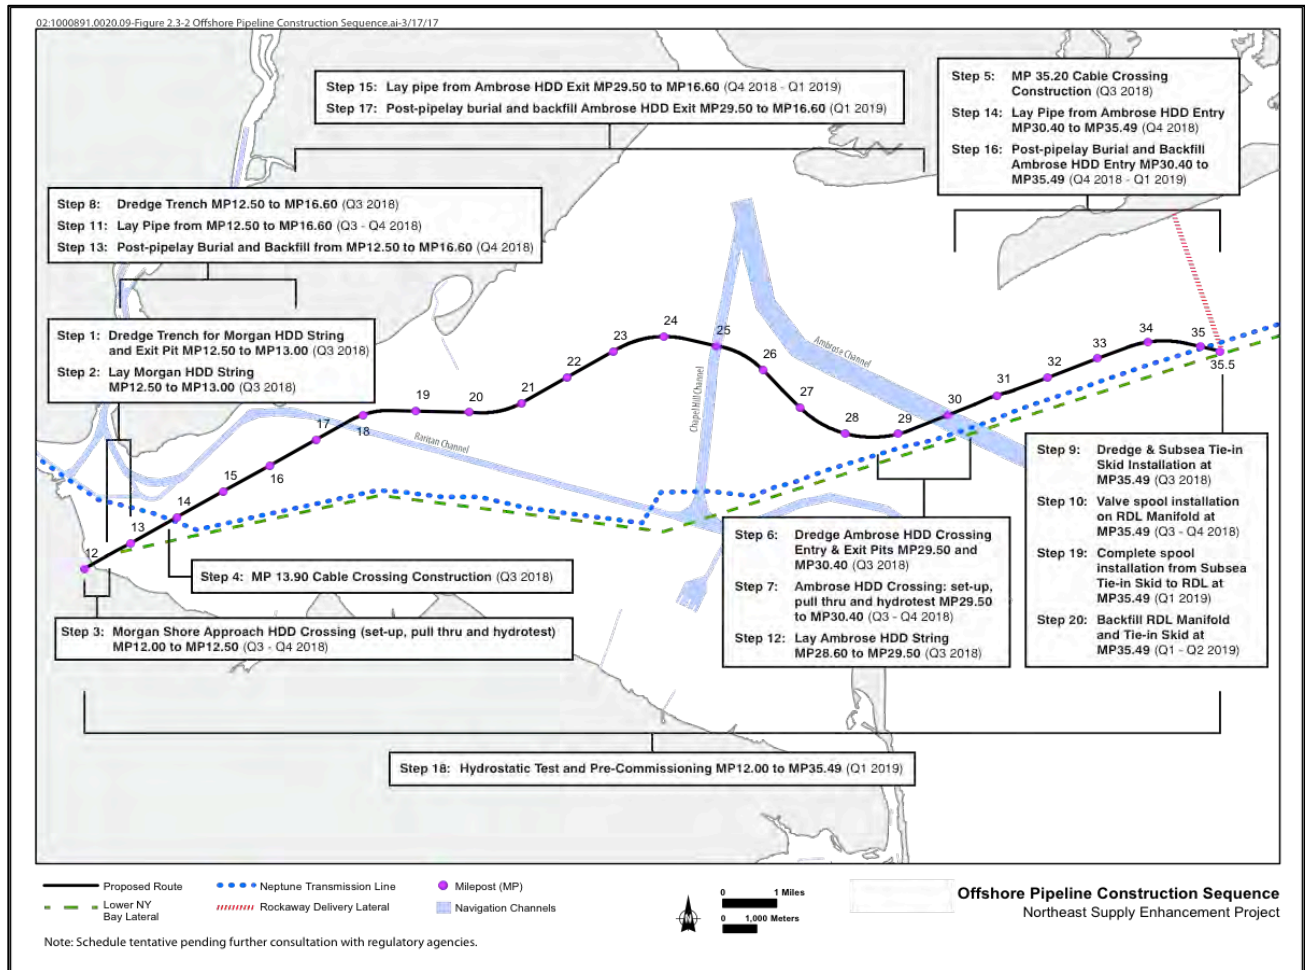 02:1000891.0020.09-Figure 2.3-2 Offshore Pipeline Construction Sequence.ai-3/17/17
Step 15: Lay pipe from Ambrose HDD Exit MP29.50 to MP16.60 (Q4 2018 - Q1 2019)
Step 17: Post-pipelay burial and backfill Ambrose HDD Exit MP29.50 to MP16.60 (Q1 2019)
Step 5: MP 35.20 Cable Crossing
Construction (Q3 2018)
Step 14: Lay Pipe from Ambrose HDD Entry
MP30.40 to MP35.49 (Q4 2018)
Step 16: Post-pipelay Burial and Backfill
Ambrose HDD Entry MP30.40 to
MP35.49 (Q4 2018 - Q1 2019)
Step 8: Dredge Trench MP12.50 to MP16.60 (Q3 2018)
Step 11: Lay Pipe from MP12.50 to MP16.60 (Q3 - Q4 2018)
Step 13: Post-pipelay Burial and Backfill from MP12.50 to MP16.60 (Q4 2018)
Step 1: Dredge Trench for Morgan HDD String
and Exit Pit MP12.50 to MP13.00 (Q3 2018)
Step 2: Lay Morgan HDD String
MP12.50 to MP13.00 (Q3 2018)
12
13
14
15
16
17
18
19
20
21
22
23
24
25
26
27
28
29
30
31
32
33
34
35
35.5
Raritan Channel
Chapel Hill Channel
Ambrose Channel
Step 4: MP 13.90 Cable Crossing Construction (Q3 2018)
Step 3: Morgan Shore Approach HDD Crossing (set-up, pull thru and hydrotest)
MP12.00 to MP12.50 (Q3 - Q4 2018)
Step 6: Dredge Ambrose HDD Crossing
Entry & Exit Pits MP29.50 and
MP30.40 (Q3 2018)
Step 7: Ambrose HDD Crossing: set-up,
pull thru and hydrotest MP29.50
to MP30.40 (Q3 - Q4 2018)
Step 12: Lay Ambrose HDD String
MP28.60 to MP29.50 (Q3 2018)
Step 9: Dredge & Subsea Tie-in
Skid Installation at
MP35.49 (Q3 2018)
Step 10: Valve spool installation
on RDL Manifold at
MP35.49 (Q3 - Q4 2018)
Step 19: Complete spool
installation from Subsea
Tie-in Skid to RDL at
MP35.49 (Q1 2019)
Step 20: Backfill RDL Manifold
and Tie-in Skid at
MP35.49 (Q1 - Q2 2019)
Step 18: Hydrostatic Test and Pre-Commissioning MP12.00 to MP35.49 (Q1 2019)
Proposed Route
Lower NY
Bay Lateral
Neptune Transmission Line
Rockaway Delivery Lateral
Milepost (MP)
Navigation Channels
N
0 1 Miles
0 1,000 Meters
Offshore Pipeline Construction Sequence
Northeast Supply Enhancement Project
Note: Schedule tentative pending further consultation with regulatory agencies.